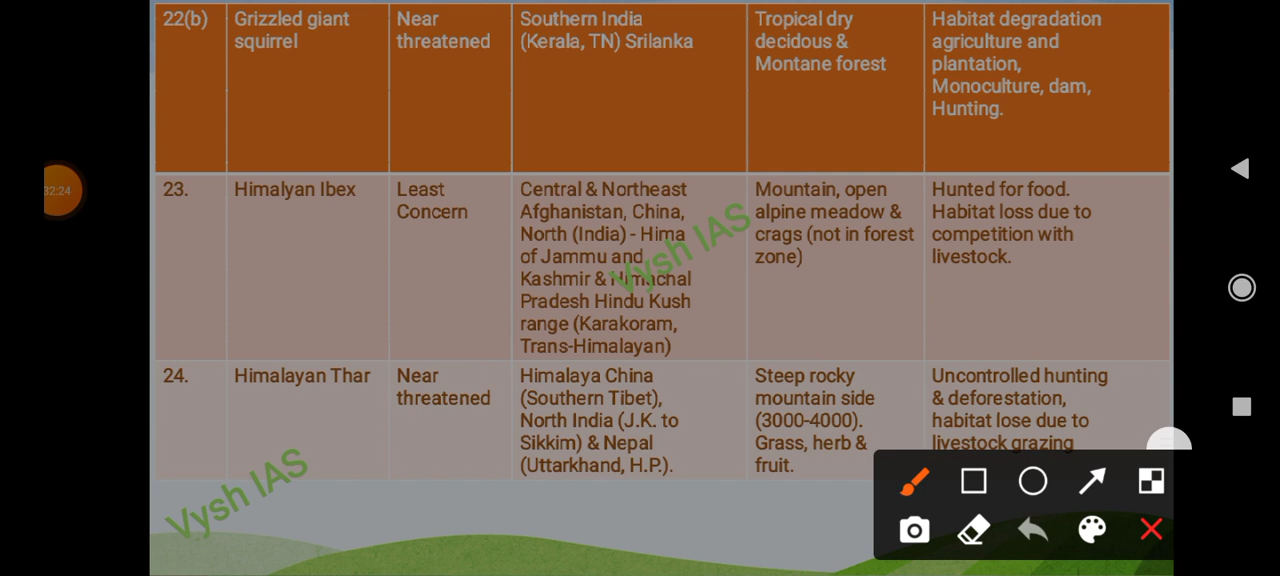 22(b)
Grizzled giant
squirrel
Near
threatened
Southern India
(Kerala, TN) Srilanka
Tropical dry
decidous &
Montane forest
Habitat degradation
agriculture and
plantation,
Monoculture, dam,
Hunting.
32:24
23.
Himalyan Ibex
Least
Concern
Central & Northeast
Afghanistan, China,
North (India) - Hima
of Jammu and
Kashmir & Himachal
Pradesh Hindu Kush
range (Karakoram,
Trans-Himalayan)
Mountain, open
alpine meadow &
crags (not in forest
zone)
Hunted for food.
Habitat loss due to
competition with
livestock.
Vysh IAS
24.
Himalayan Thar
Near
threatened
Himalaya China
(Southern Tibet),
North India (J.K. to
Sikkim) & Nepal
(Uttarkhand, H.P.).
Steep rocky
mountain side
(3000-4000).
Grass, herb &
fruit.
Uncontrolled hunting
& deforestation,
habitat lose due to
livestock grazing
Vysh IAS